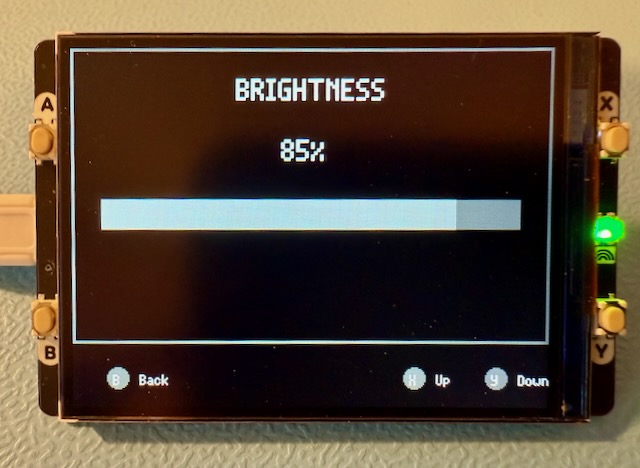 A
X
BRIGHTNESS
85%
B
Y
B Back
X Up
Y Down